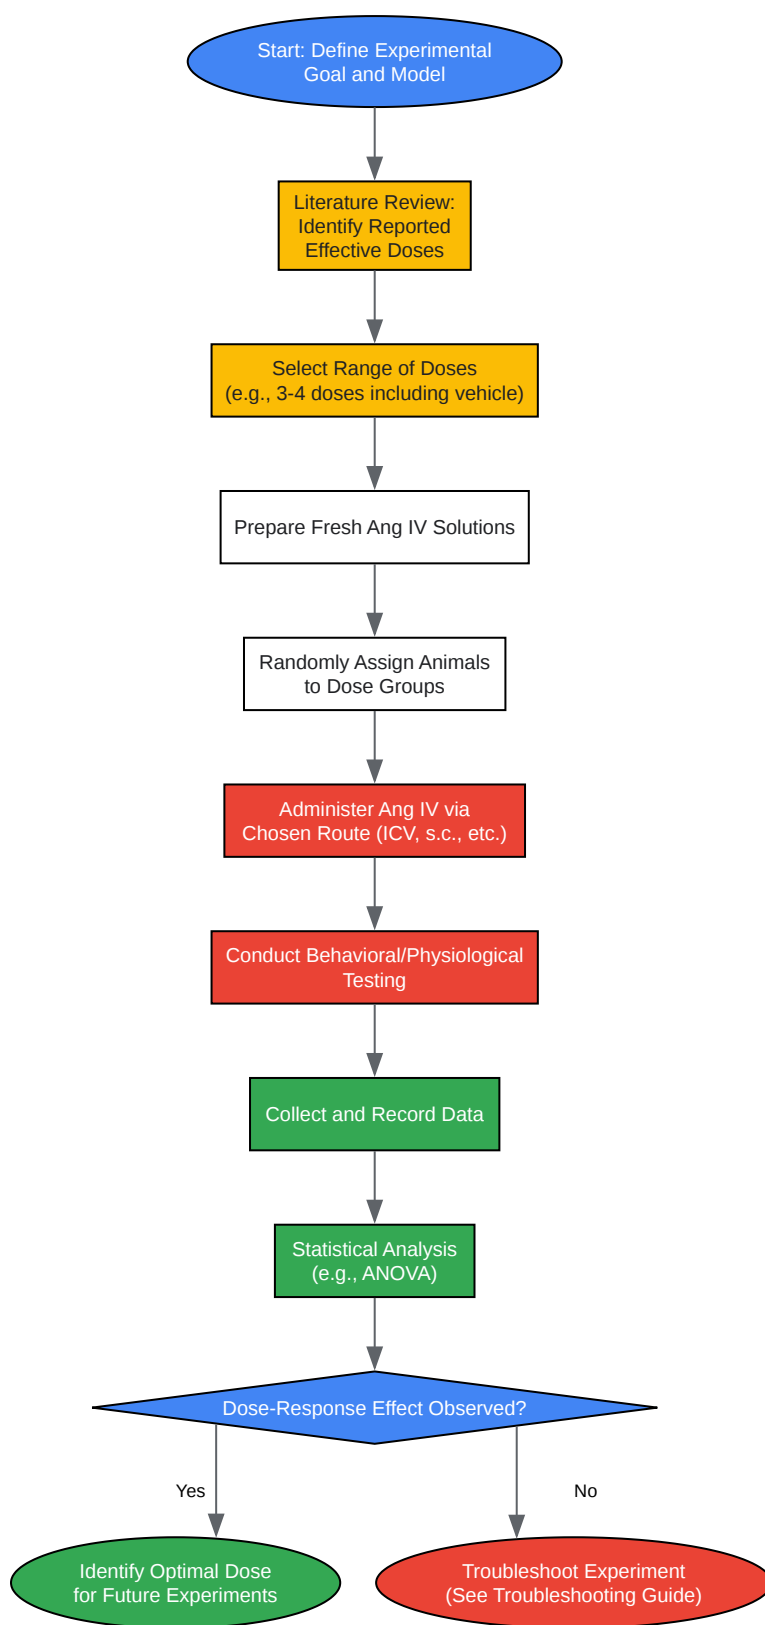 Start: Define Experimental
Goal and Model
Literature Review:
Identify Reported
Effective Doses
Select Range of Doses
(e.g., 3-4 doses including vehicle)
Prepare Fresh Ang IV Solutions
Randomly Assign Animals
to Dose Groups
Administer Ang IV via
Chosen Route (ICV, s.c., etc.)
Conduct Behavioral/Physiological
Testing
Collect and Record Data
Statistical Analysis
(e.g., ANOVA)
Dose-Response Effect Observed?
Yes
No
Identify Optimal Dose
for Future Experiments
Troubleshoot Experiment
(See Troubleshooting Guide)